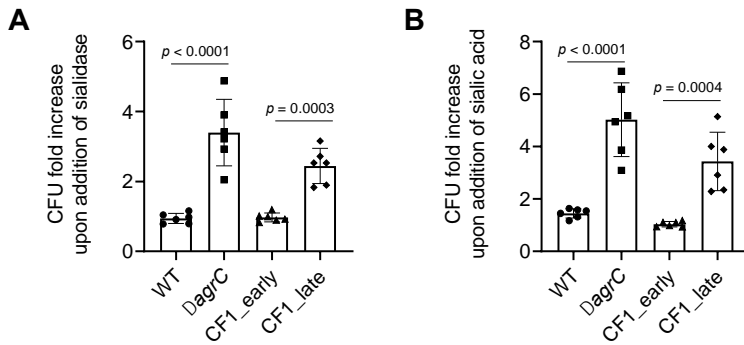 A
CFU fold increase
upon addition of sialidase
6
4
2
0
p < 0.0001
p = 0.0003
WT
DagrC
CF1_early
CF1_late
B
CFU fold increase
upon addition of sialic acid
8
6
4
2
0
p < 0.0001
p = 0.0004
WT
DagrC
CF1_early
CF1_late